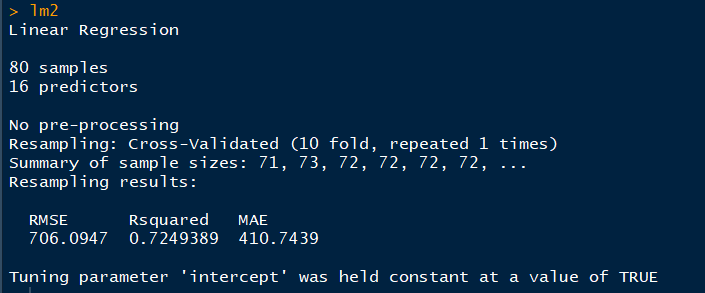 > lm2
Linear Regression
80 samples
16 predictors
No pre-processing
Resampling: Cross-Validated (10 fold, repeated 1 times)
Summary of sample sizes: 71, 73, 72, 72, 72, 72, ...
Resampling results:
RMSE Rsquared MAE
706.0947 0.7249389 410.7439
Tuning parameter 'intercept' was held constant at a value of TRUE